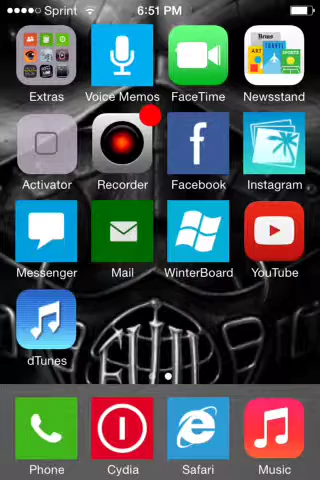 Sprint 6:51 PM
Extras Voice Memos FaceTime Newsstand
Activator Recorder Facebook Instagram
Messenger Mail WinterBoard YouTube
dTunes
Phone Cydia Safari Music